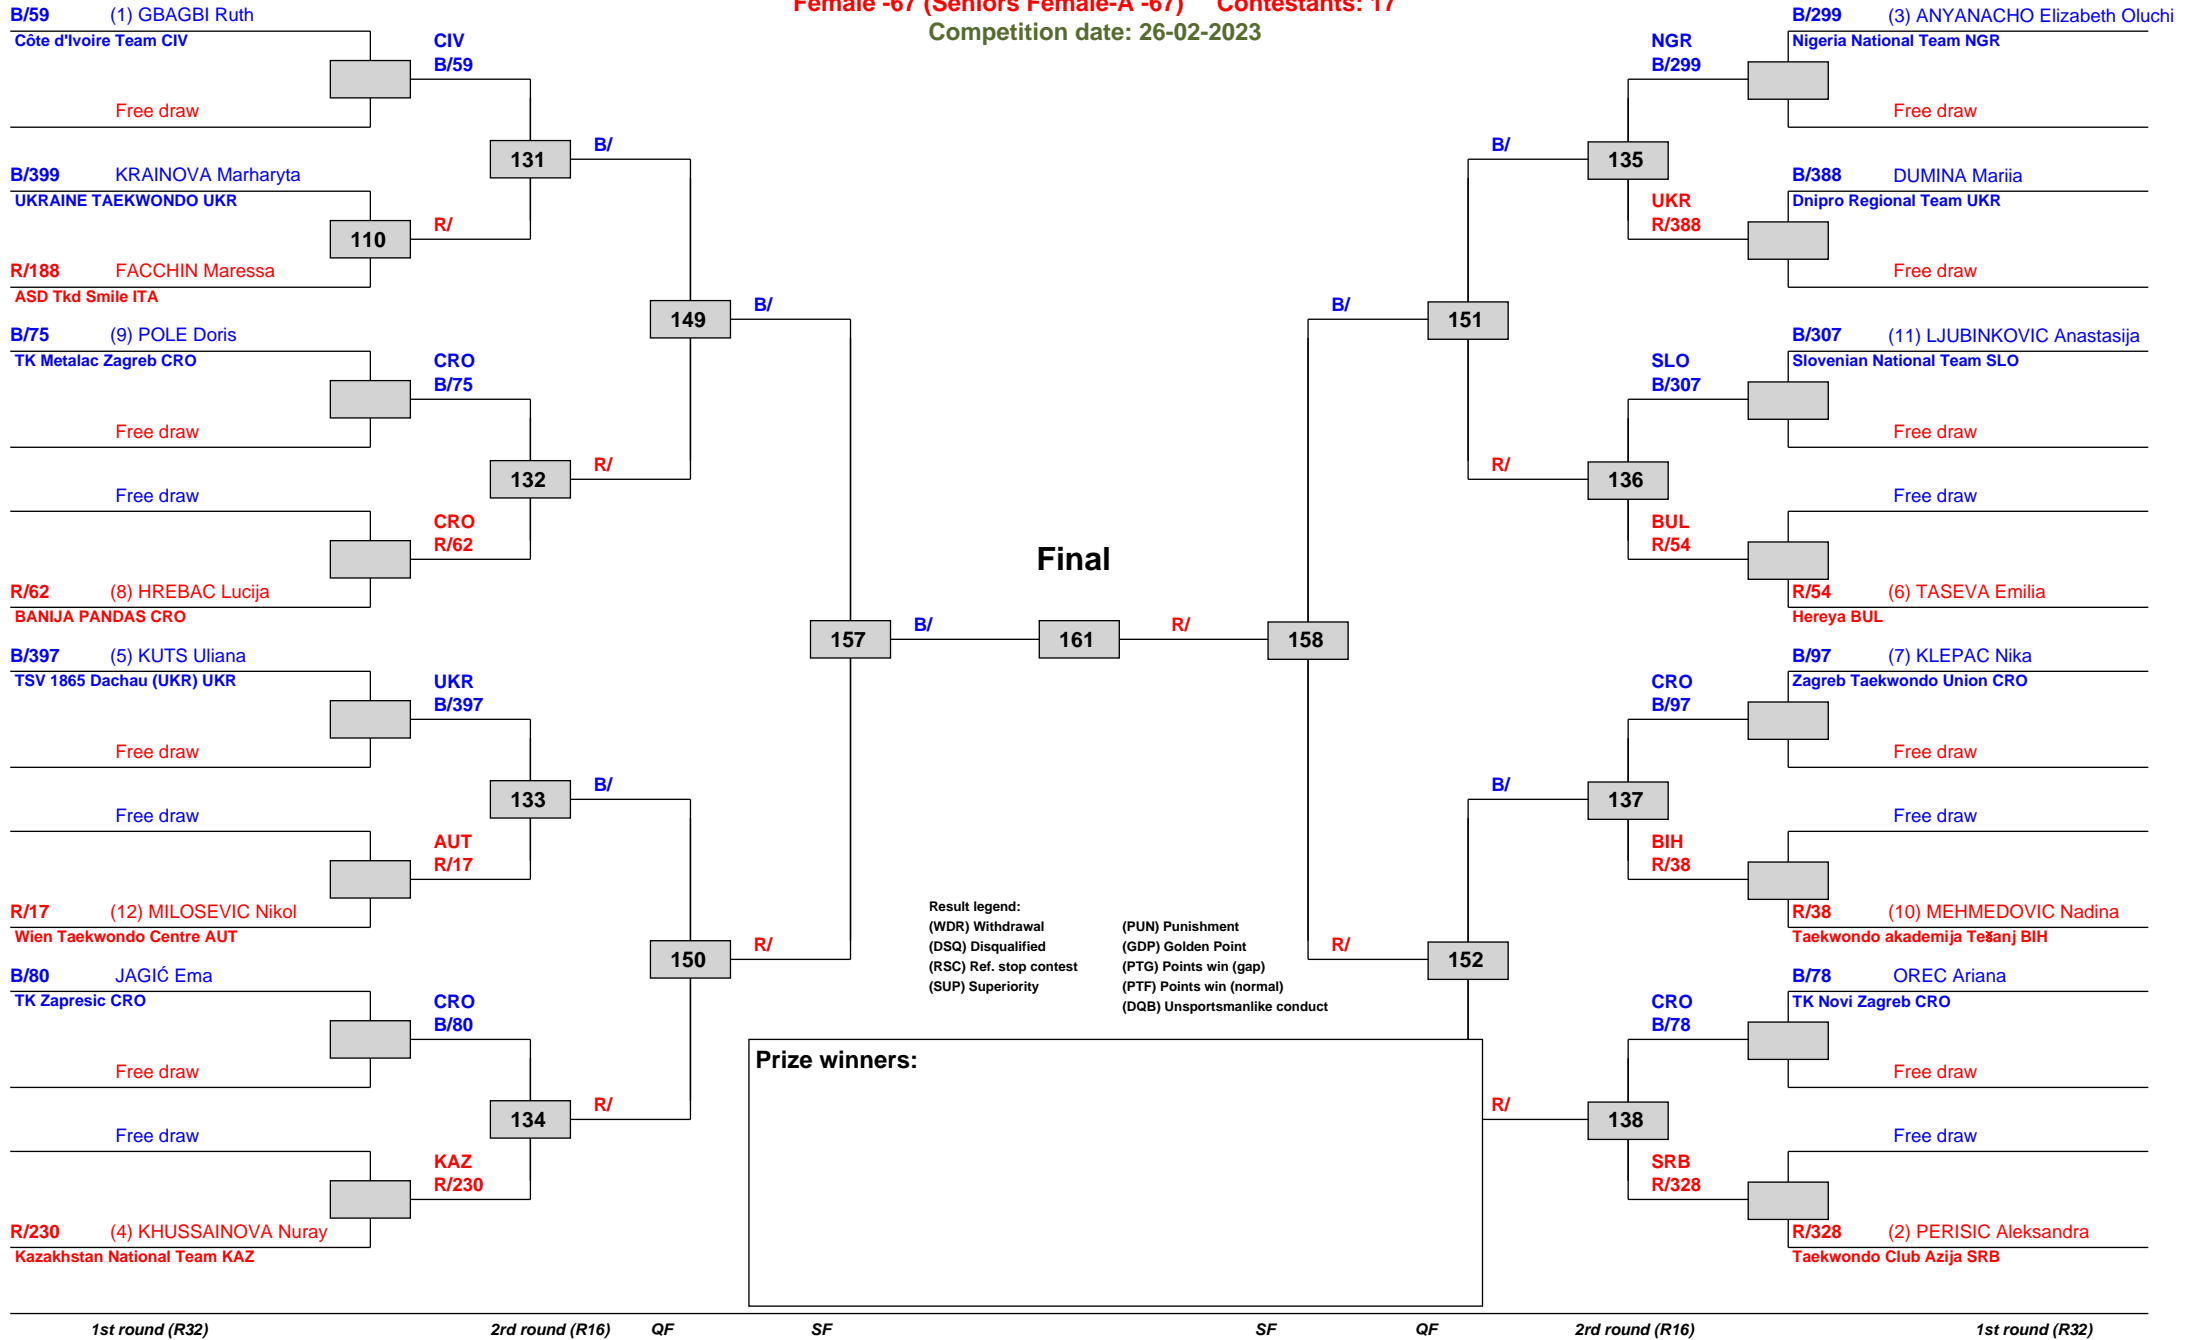 Female -67 (Seniors Female-A -67) Contestants: 17
Competition date: 26-02-2023
B/59 (1) GBAGBI Ruth
Côte d'Ivoire Team CIV
Free draw
CIV
B/59
B/399 KRAINOVA Marharyta
UKRAINE TAEKWONDO UKR
110
R/
R/188 FACCHIN Maressa
ASD Tkd Smile ITA
131
B/
B/75 (9) POLE Doris
TK Metalac Zagreb CRO
CRO
B/75
Free draw
132
R/
Free draw
CRO
R/62
R/62 (8) HREBAC Lucija
BANIJA PANDAS CRO
149
B/
B/397 (5) KUTS Uliana
TSV 1865 Dachau (UKR) UKR
UKR
B/397
Free draw
133
B/
Free draw
AUT
R/17
R/17 (12) MILOSEVIC Nikol
Wien Taekwondo Centre AUT
150
R/
B/80 JAGIĆ Ema
TK Zapresic CRO
CRO
B/80
Free draw
134
R/
Free draw
KAZ
R/230
R/230 (4) KHUSSAINOVA Nuray
Kazakhstan National Team KAZ
157
B/
Final
161
R/
158
B/299 (3) ANYANACHO Elizabeth Oluchi
Nigeria National Team NGR
NGR
B/299
Free draw
135
B/
B/388 DUMINA Mariia
Dnipro Regional Team UKR
UKR
R/388
Free draw
151
B/
B/307 (11) LJUBINKOVIC Anastasija
Slovenian National Team SLO
SLO
B/307
Free draw
136
R/
Free draw
BUL
R/54
R/54 (6) TASEVA Emilia
Hereya BUL
B/97 (7) KLEPAC Nika
Zagreb Taekwondo Union CRO
CRO
B/97
Free draw
137
B/
Free draw
BIH
R/38
R/38 (10) MEHMEDOVIC Nadina
Taekwondo akademija Tešanj BIH
152
R/
B/78 OREC Ariana
TK Novi Zagreb CRO
CRO
B/78
Free draw
138
R/
Free draw
SRB
R/328
R/328 (2) PERISIC Aleksandra
Taekwondo Club Azija SRB
Result legend:
(WDR) Withdrawal (PUN) Punishment
(DSQ) Disqualified (GDP) Golden Point
(RSC) Ref. stop contest (PTG) Points win (gap)
(SUP) Superiority (PTF) Points win (normal)
(DQB) Unsportsmanlike conduct
Prize winners:
1st round (R32) 2rd round (R16) QF SF SF QF 2rd round (R16) 1st round (R32)